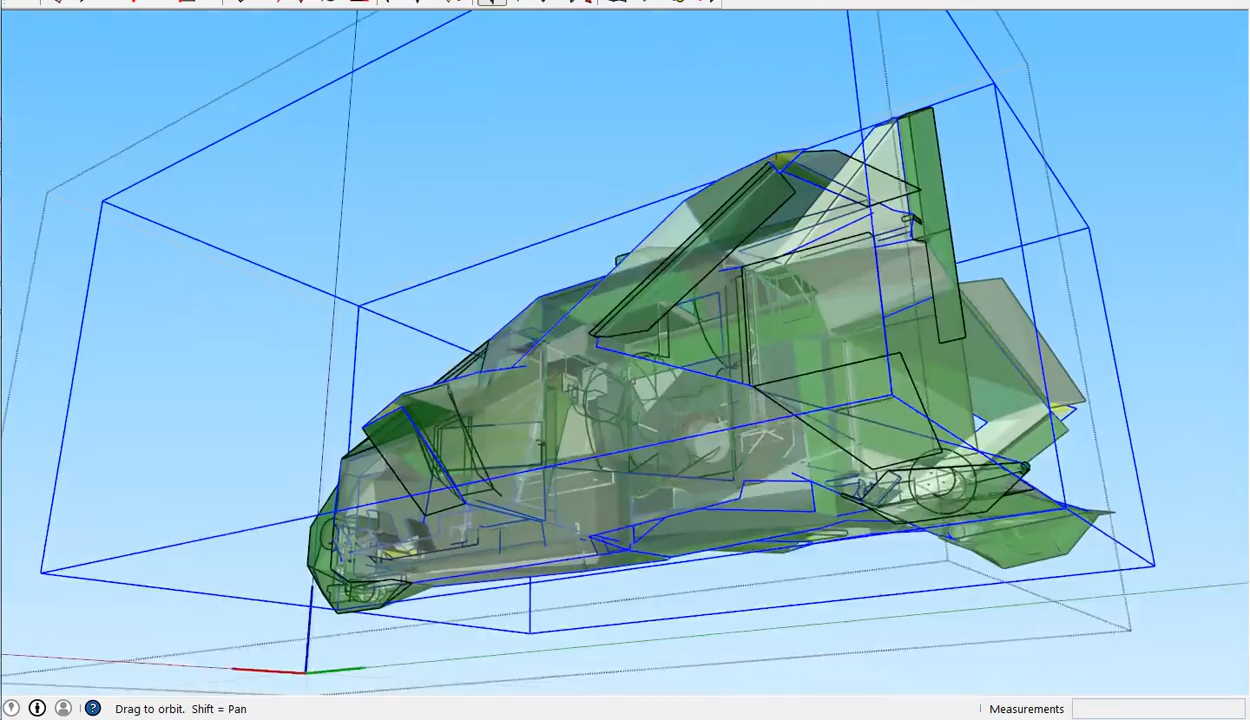 Drag to orbit. Shift = Pan
Measurements